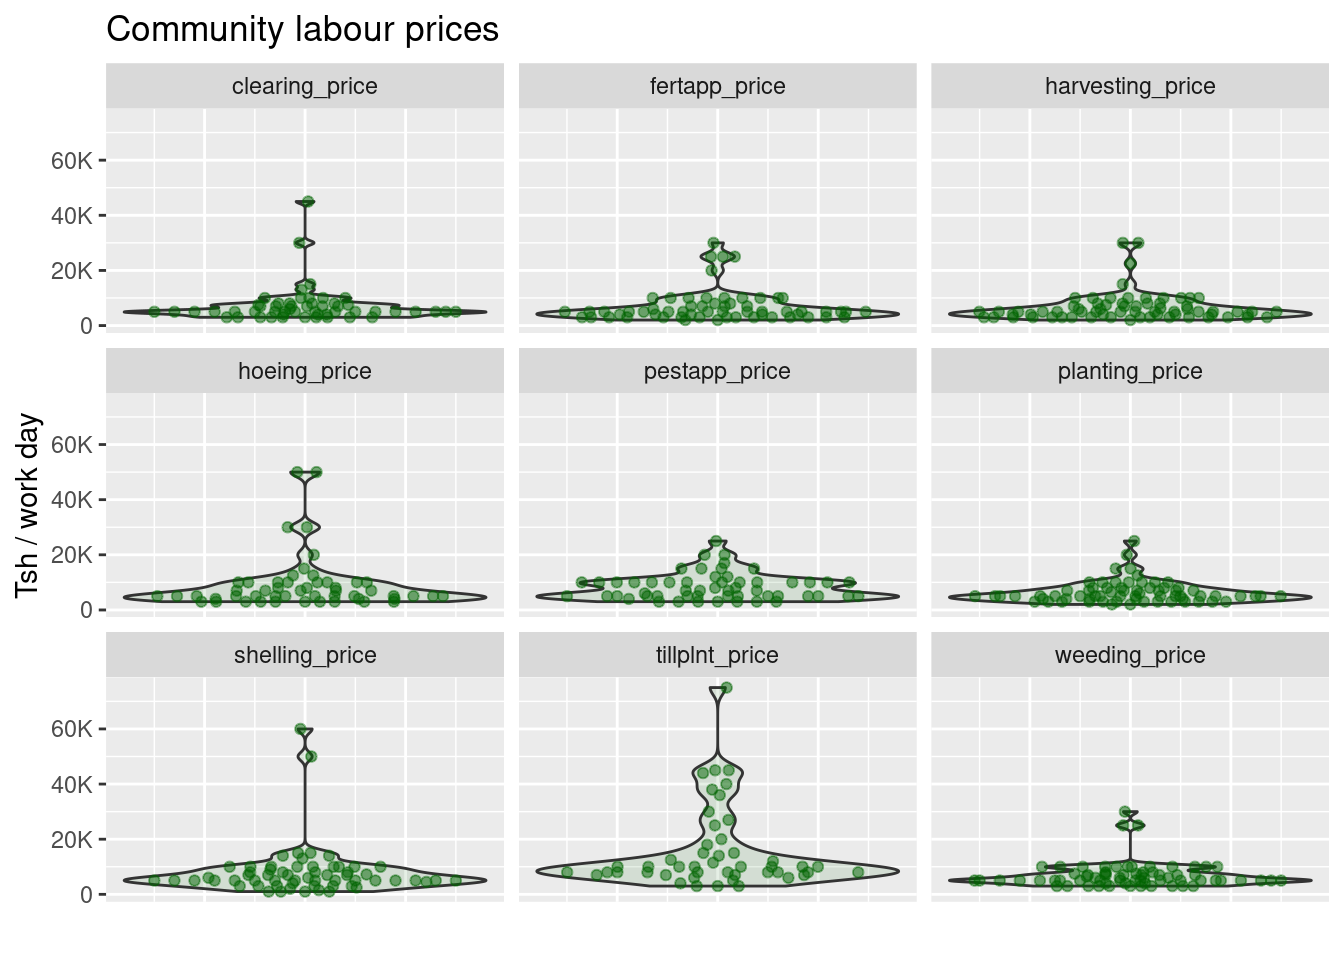 Community labour prices
clearing_price fertapp_price harvesting_price
60K
40K
20K
0
hoeing_price pestapp_price planting_price
60K
40K
20K
0
shelling_price tillplnt_price weeding_price
60K
40K
20K
0
Tsh / work day